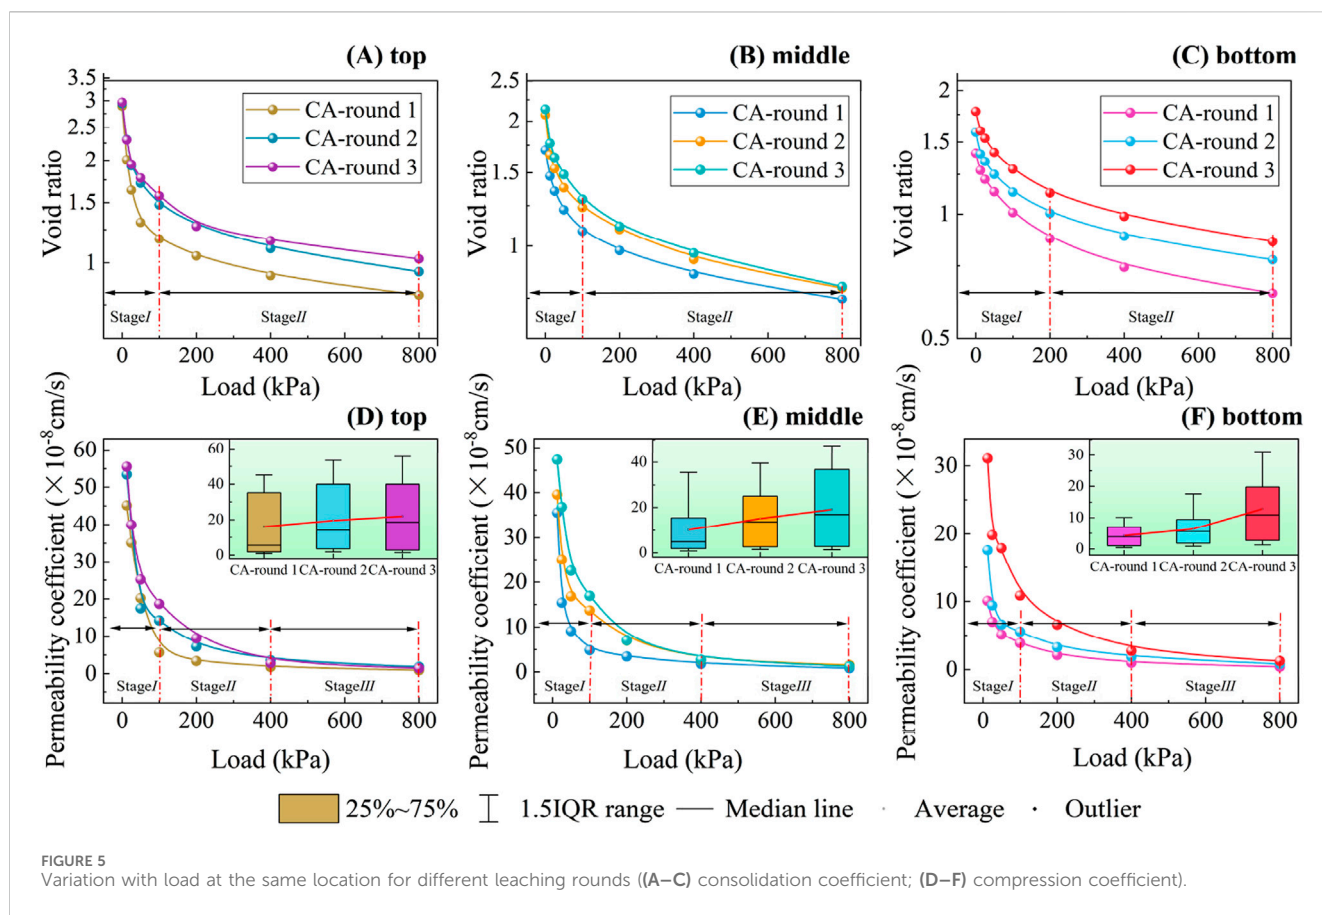 (A) top
(B) middle
(C) bottom
3.5
3
2.5
2
1.5
1
Void ratio
CA-round 1
CA-round 2
CA-round 3
StageI
StageII
0 200 400 600 800
Load (kPa)
2.5
2
1.5
1
Void ratio
CA-round 1
CA-round 2
CA-round 3
StageI
StageII
0 200 400 600 800
Load (kPa)
2
1.5
1
0.5
Void ratio
CA-round 1
CA-round 2
CA-round 3
StageI
StageII
0 200 400 600 800
Load (kPa)
(D) top
(E) middle
(F) bottom
60
50
40
30
20
10
0
Permeability coefficient (×10⁻⁸cm/s)
60
40
20
0
CA-round 1 CA-round 2 CA-round 3
StageI StageII StageIII
0 200 400 600 800
Load (kPa)
50
45
40
35
30
25
20
15
10
5
0
Permeability coefficient (×10⁻⁸cm/s)
40
20
0
CA-round 1 CA-round 2 CA-round 3
StageI StageII StageIII
0 200 400 600 800
Load (kPa)
30
20
10
0
Permeability coefficient (×10⁻⁸cm/s)
30
25
20
15
10
5
0
CA-round 1 CA-round 2 CA-round 3
StageI StageII StageIII
0 200 400 600 800
Load (kPa)
25%~75% 1.5IQR range Median line Average Outlier
FIGURE 5
Variation with load at the same location for different leaching rounds ((A–C) consolidation coefficient; (D–F) compression coefficient).